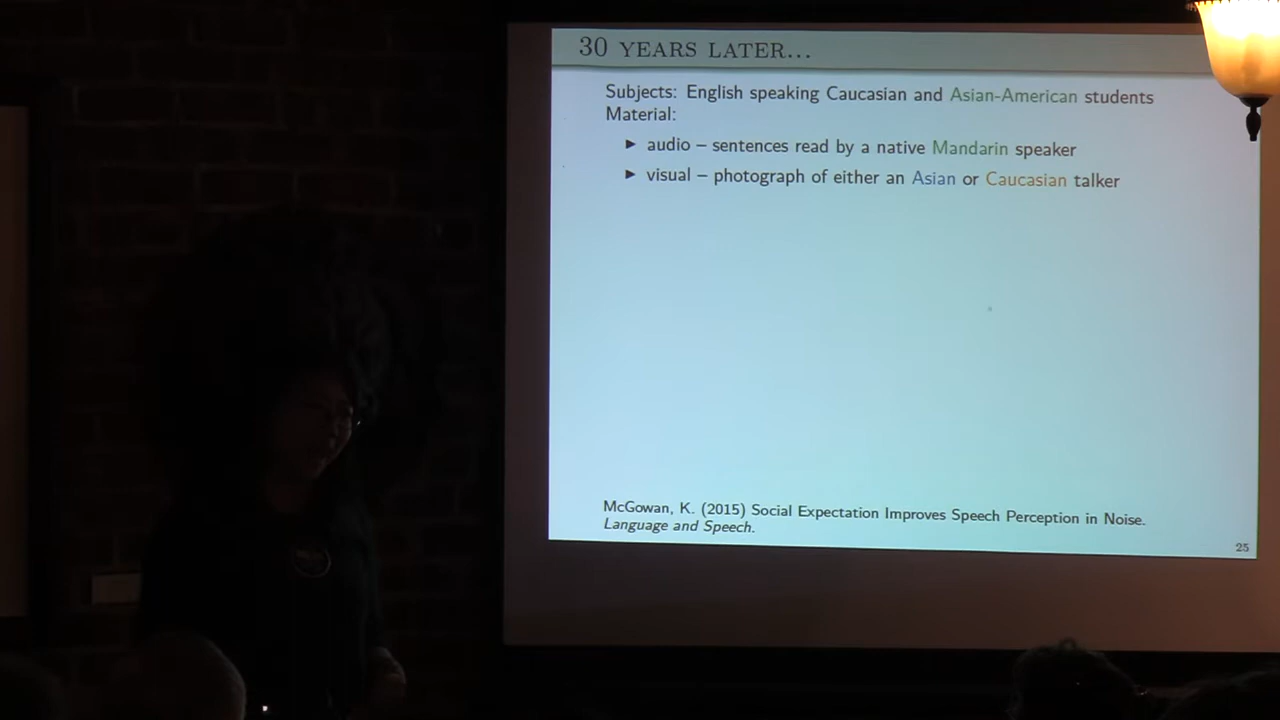 30 YEARS LATER...
Subjects: English speaking Caucasian and Asian-American students
Material:
▶ audio – sentences read by a native Mandarin speaker
▶ visual – photograph of either an Asian or Caucasian talker
McGowan, K. (2015) Social Expectation Improves Speech Perception in Noise.
Language and Speech.
25